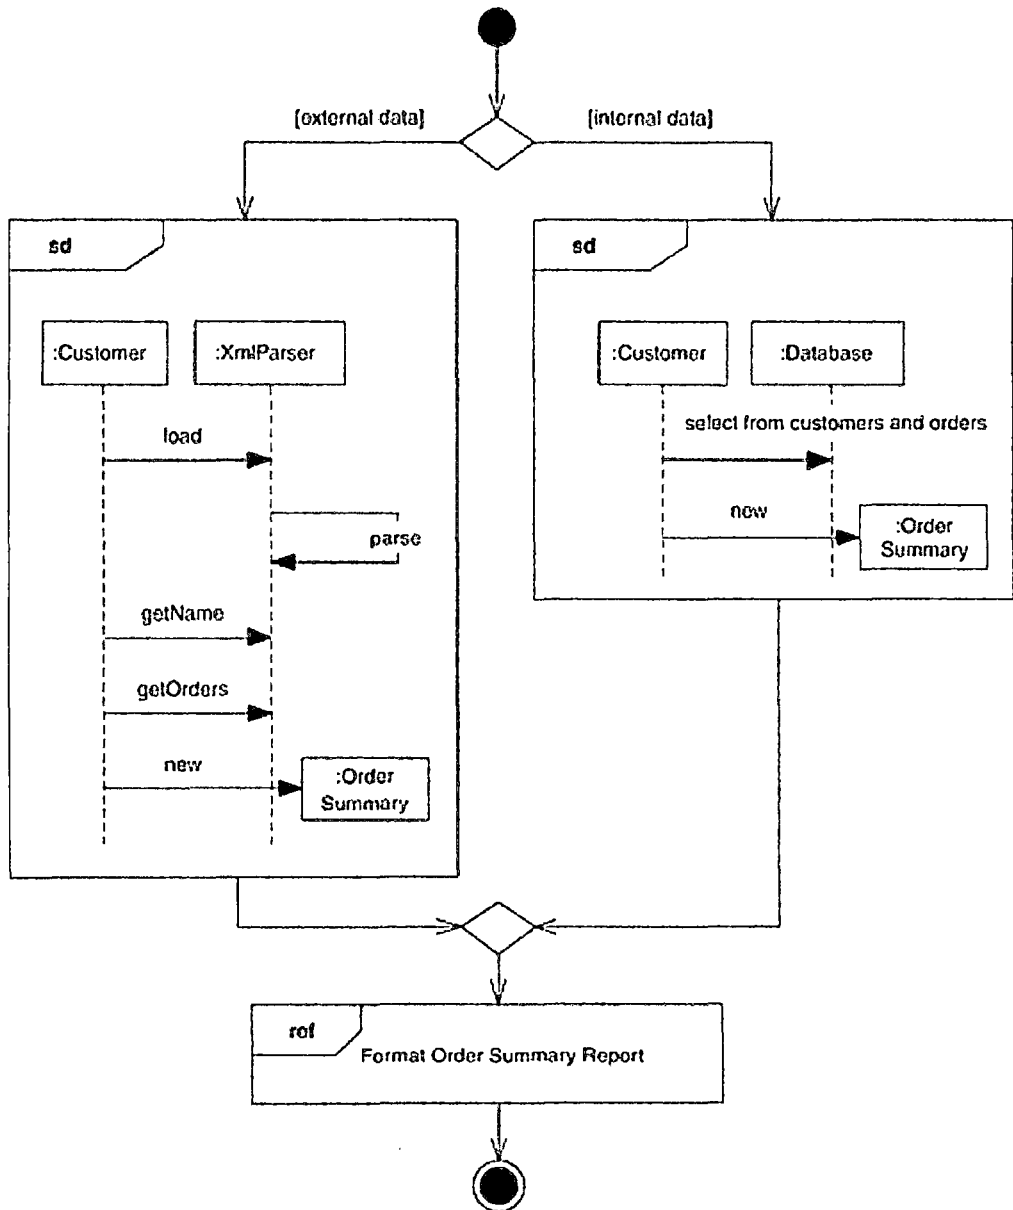 [external data]
[internal data]
sd
:Customer
:XmlParser
load
parse
getName
getOrders
new
:Order
Summary
sd
:Customer
:Database
select from customers and orders
new
:Order
Summary
ref
Format Order Summary Report